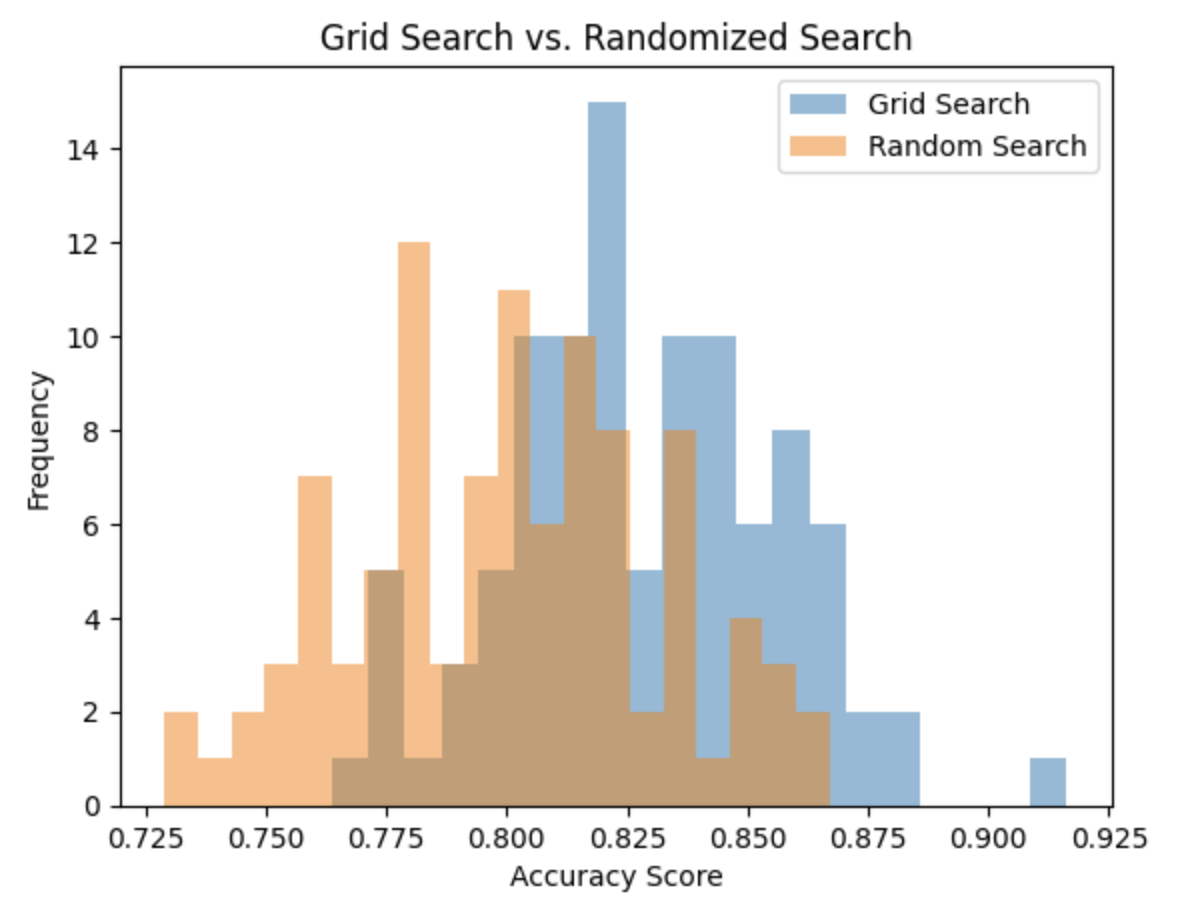 Grid Search vs. Randomized Search
Grid Search
Random Search
14
12
10
8
6
4
2
0
Frequency
0.725 0.750 0.775 0.800 0.825 0.850 0.875 0.900 0.925
Accuracy Score